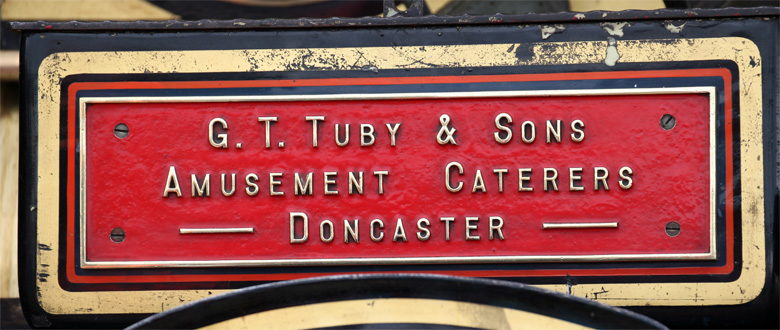 G. T. Tuby & Sons
Amusement Caterers
Doncaster